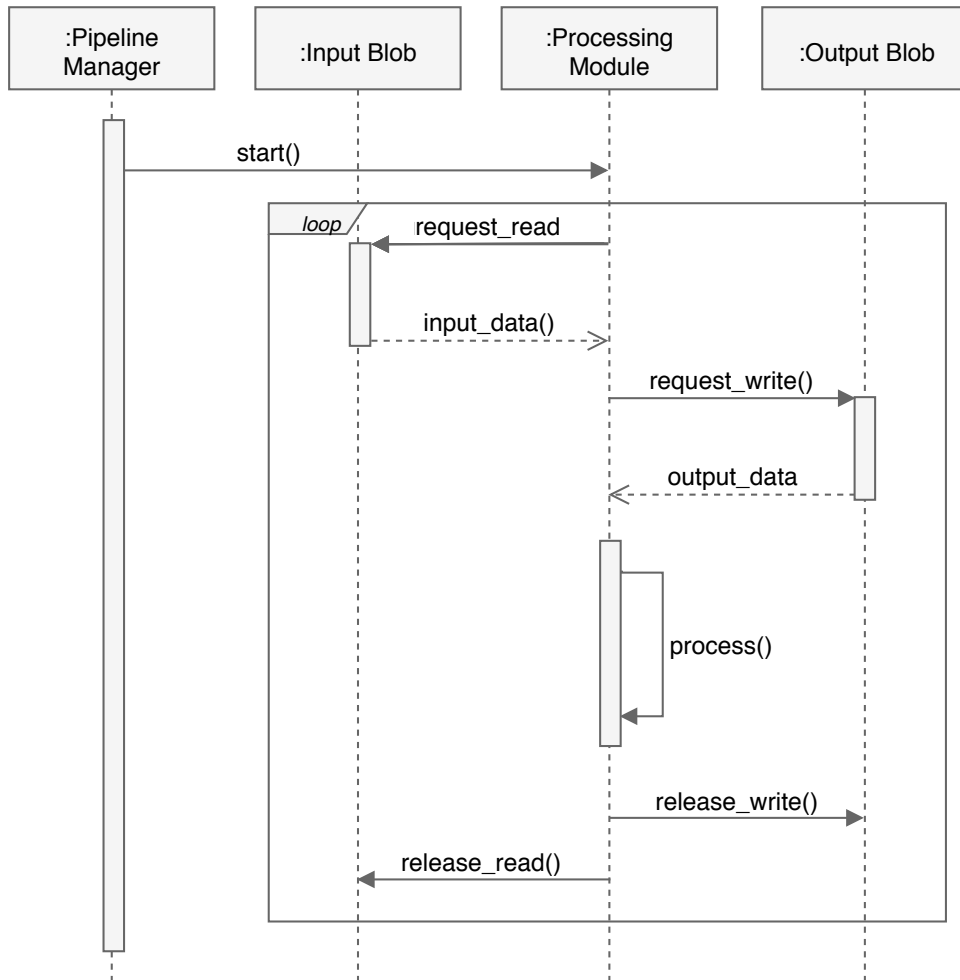 :Pipeline
Manager
:Input Blob
:Processing
Module
:Output Blob
start()
loop
request_read
input_data()
request_write()
output_data
process()
release_write()
release_read()